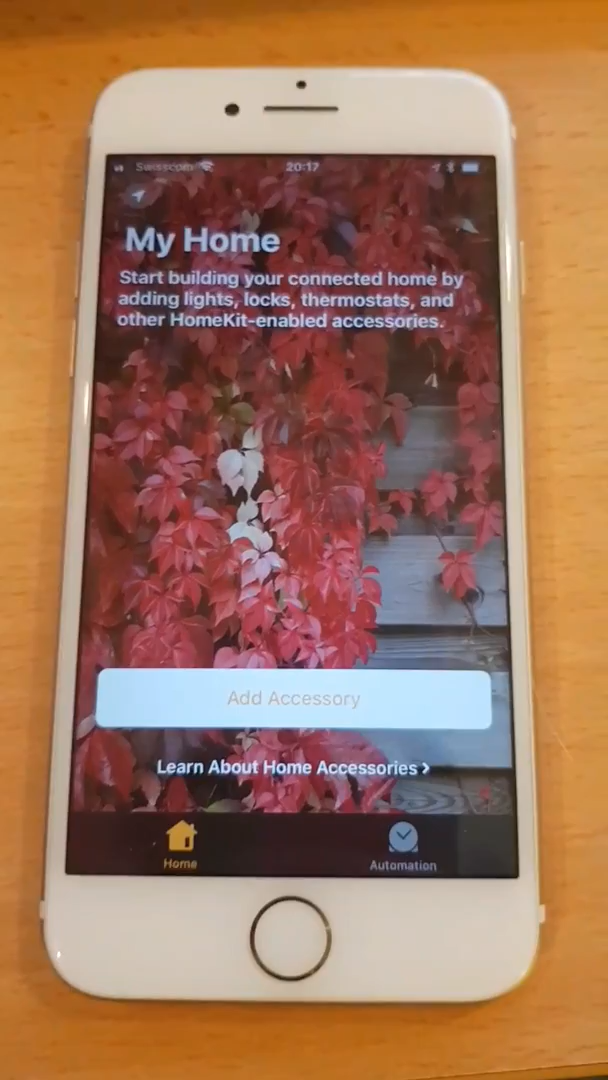 Swisscom 20:17
My Home
Start building your connected home by
adding lights, locks, thermostats, and
other HomeKit-enabled accessories.
Add Accessory
Learn About Home Accessories >
Home Automation